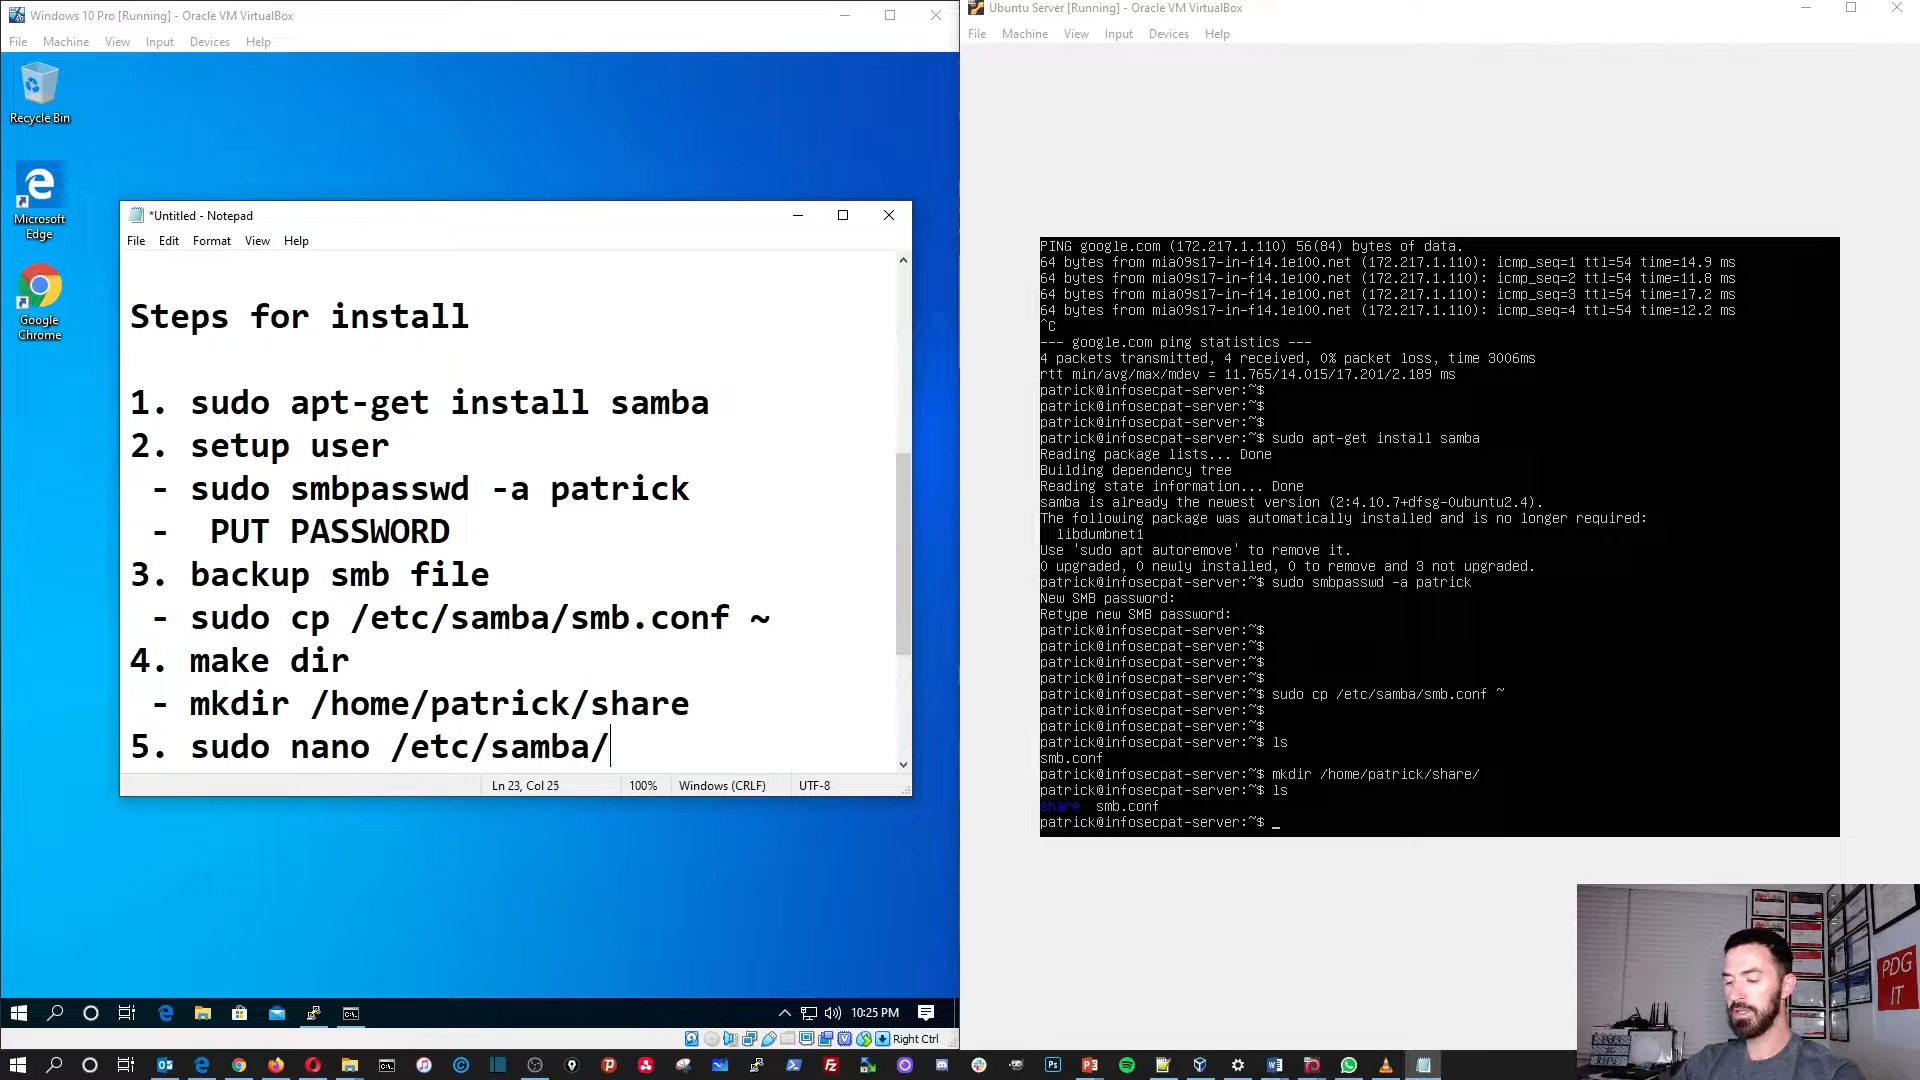 Windows 10 Pro [Running] - Oracle VM VirtualBox
File Machine View Input Devices Help
Recycle Bin
Microsoft
Edge
Google
Chrome
*Untitled - Notepad
File Edit Format View Help
Steps for install
1. sudo apt-get install samba
2. setup user
- sudo smbpasswd -a patrick
- PUT PASSWORD
3. backup smb file
- sudo cp /etc/samba/smb.conf ~
4. make dir
- mkdir /home/patrick/share
5. sudo nano /etc/samba/
Ln 23, Col 25 100% Windows (CRLF) UTF-8
10:25 PM
Right Ctrl
Ubuntu Server [Running] - Oracle VM VirtualBox
File Machine View Input Devices Help
PING google.com (172.217.1.110) 56(84) bytes of data.
64 bytes from mia09s17-in-f14.1e100.net (172.217.1.110): icmp_seq=1 ttl=54 time=14.9 ms
64 bytes from mia09s17-in-f14.1e100.net (172.217.1.110): icmp_seq=2 ttl=54 time=11.8 ms
64 bytes from mia09s17-in-f14.1e100.net (172.217.1.110): icmp_seq=3 ttl=54 time=17.2 ms
64 bytes from mia09s17-in-f14.1e100.net (172.217.1.110): icmp_seq=4 ttl=54 time=12.2 ms
^C
--- google.com ping statistics ---
4 packets transmitted, 4 received, 0% packet loss, time 3006ms
rtt min/avg/max/mdev = 11.765/14.015/17.201/2.189 ms
patrick@infosecpat-server:~$
patrick@infosecpat-server:~$
patrick@infosecpat-server:~$
patrick@infosecpat-server:~$ sudo apt-get install samba
Reading package lists... Done
Building dependency tree
Reading state information... Done
samba is already the newest version (2:4.10.7+dfsg-0ubuntu2.4).
The following package was automatically installed and is no longer required:
libdumbnet1
Use 'sudo apt autoremove' to remove it.
0 upgraded, 0 newly installed, 0 to remove and 3 not upgraded.
patrick@infosecpat-server:~$ sudo smbpasswd -a patrick
New SMB password:
Retype new SMB password:
patrick@infosecpat-server:~$
patrick@infosecpat-server:~$
patrick@infosecpat-server:~$
patrick@infosecpat-server:~$
patrick@infosecpat-server:~$ sudo cp /etc/samba/smb.conf ~
patrick@infosecpat-server:~$
patrick@infosecpat-server:~$
patrick@infosecpat-server:~$ ls
smb.conf
patrick@infosecpat-server:~$ mkdir /home/patrick/share/
patrick@infosecpat-server:~$ ls
share smb.conf
patrick@infosecpat-server:~$ _
PDG
IT